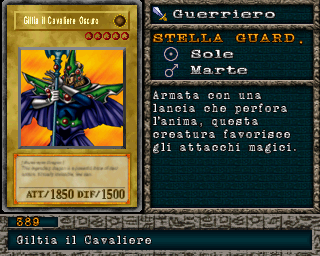 Giltia il Cavaliere Oscuro
ATT/1850 DIF/1500
Guerriero
STELLA GUARD.
Sole
Marte
Armata con una
lancia che perfora
l'anima, questa
creatura favorisce
gli attacchi magici.
389
Giltia il Cavaliere